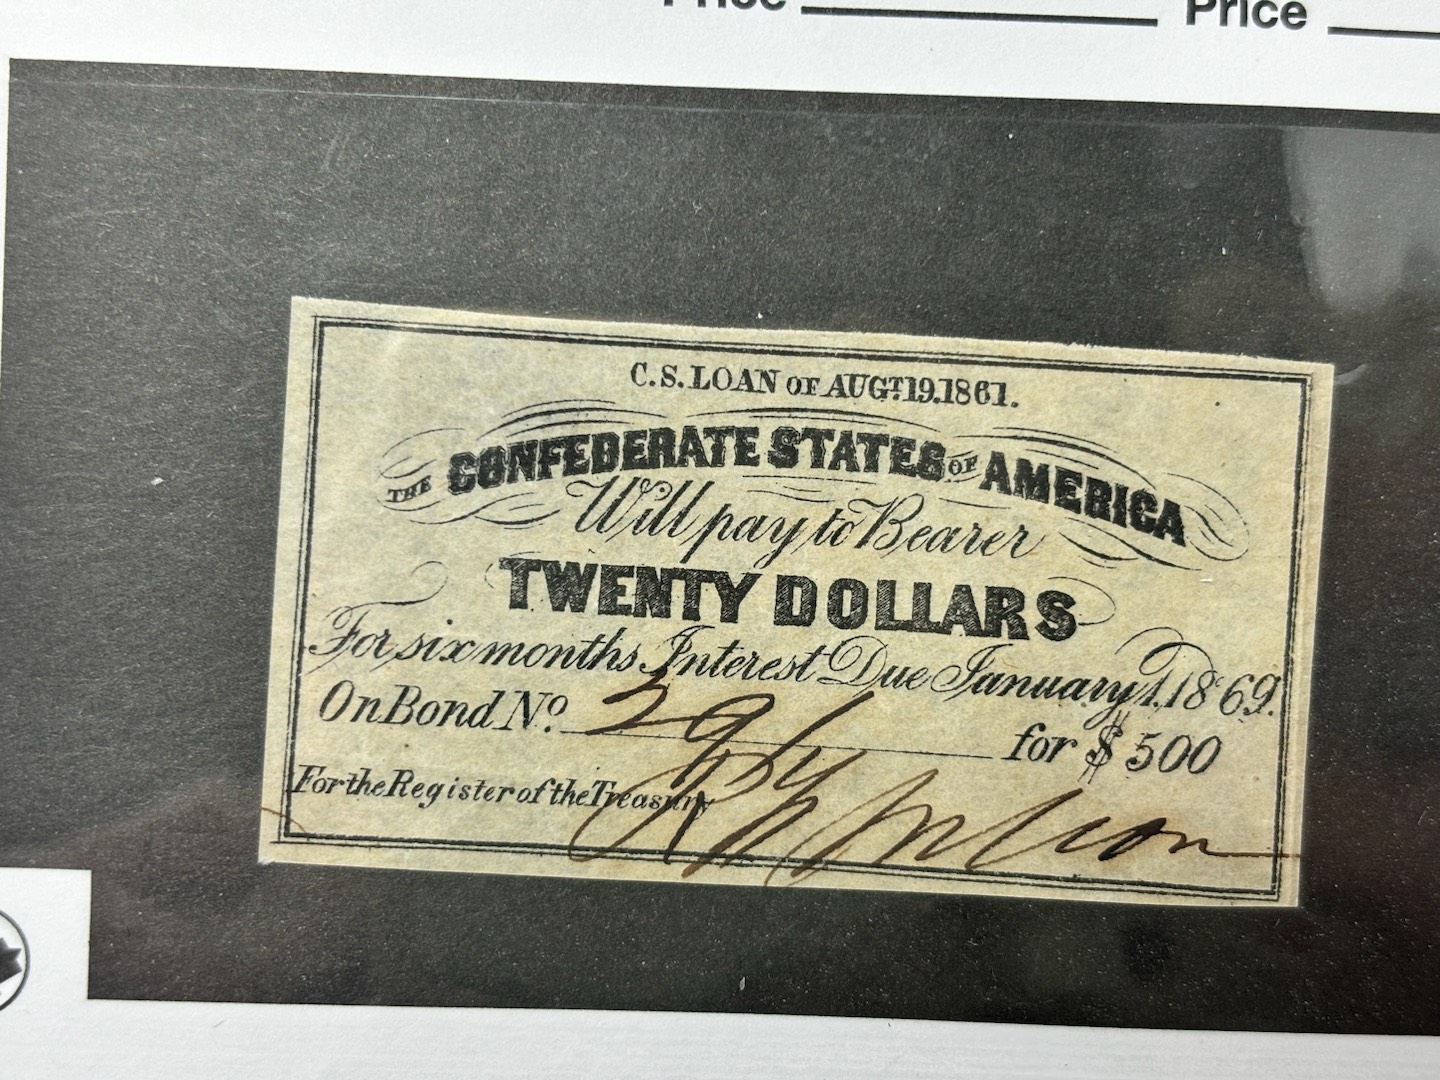 Price Price
C.S. LOAN OF AUGT. 19. 1861.
THE CONFEDERATE STATES OF AMERICA
Will pay to Bearer
TWENTY DOLLARS
For six months Interest Due January 1, 1869.
On Bond No. for $500
For the Register of the Treasury